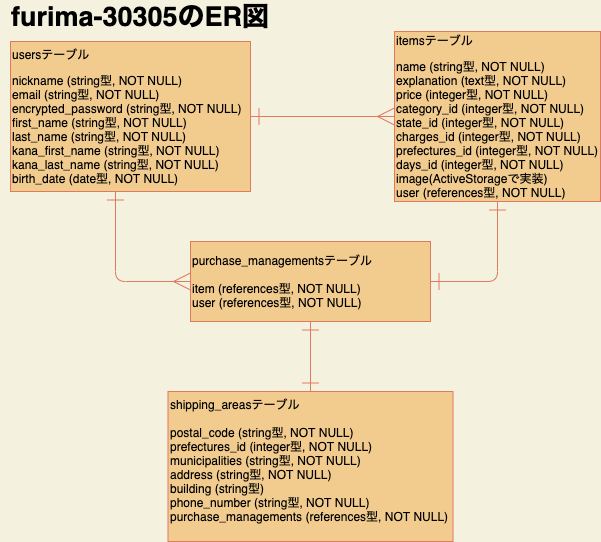 furima-30305のER図
usersテーブル
nickname (string型, NOT NULL)
email (string型, NOT NULL)
encrypted_password (string型, NOT NULL)
first_name (string型, NOT NULL)
last_name (string型, NOT NULL)
kana_first_name (string型, NOT NULL)
kana_last_name (string型, NOT NULL)
birth_date (date型, NOT NULL)
itemsテーブル
name (string型, NOT NULL)
explanation (text型, NOT NULL)
price (integer型, NOT NULL)
category_id (integer型, NOT NULL)
state_id (integer型, NOT NULL)
charges_id (integer型, NOT NULL)
prefectures_id (integer型, NOT NULL)
days_id (integer型, NOT NULL)
image(ActiveStorageで実装)
user (references型, NOT NULL)
purchase_managementsテーブル
item (references型, NOT NULL)
user (references型, NOT NULL)
shipping_areasテーブル
postal_code (string型, NOT NULL)
prefectures_id (integer型, NOT NULL)
municipalities (string型, NOT NULL)
address (string型, NOT NULL)
building (string型)
phone_number (string型, NOT NULL)
purchase_managements (references型, NOT NULL)